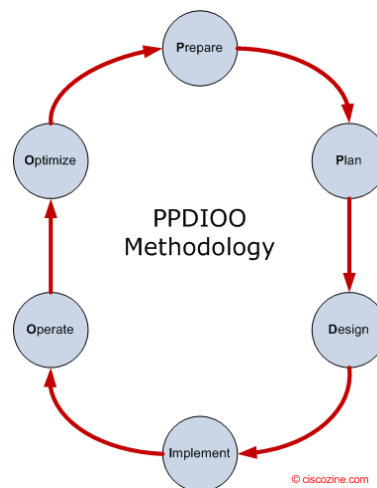 Prepare
Optimize
Plan
PPDIOO
Methodology
Operate
Design
Implement
© ciscozine.com